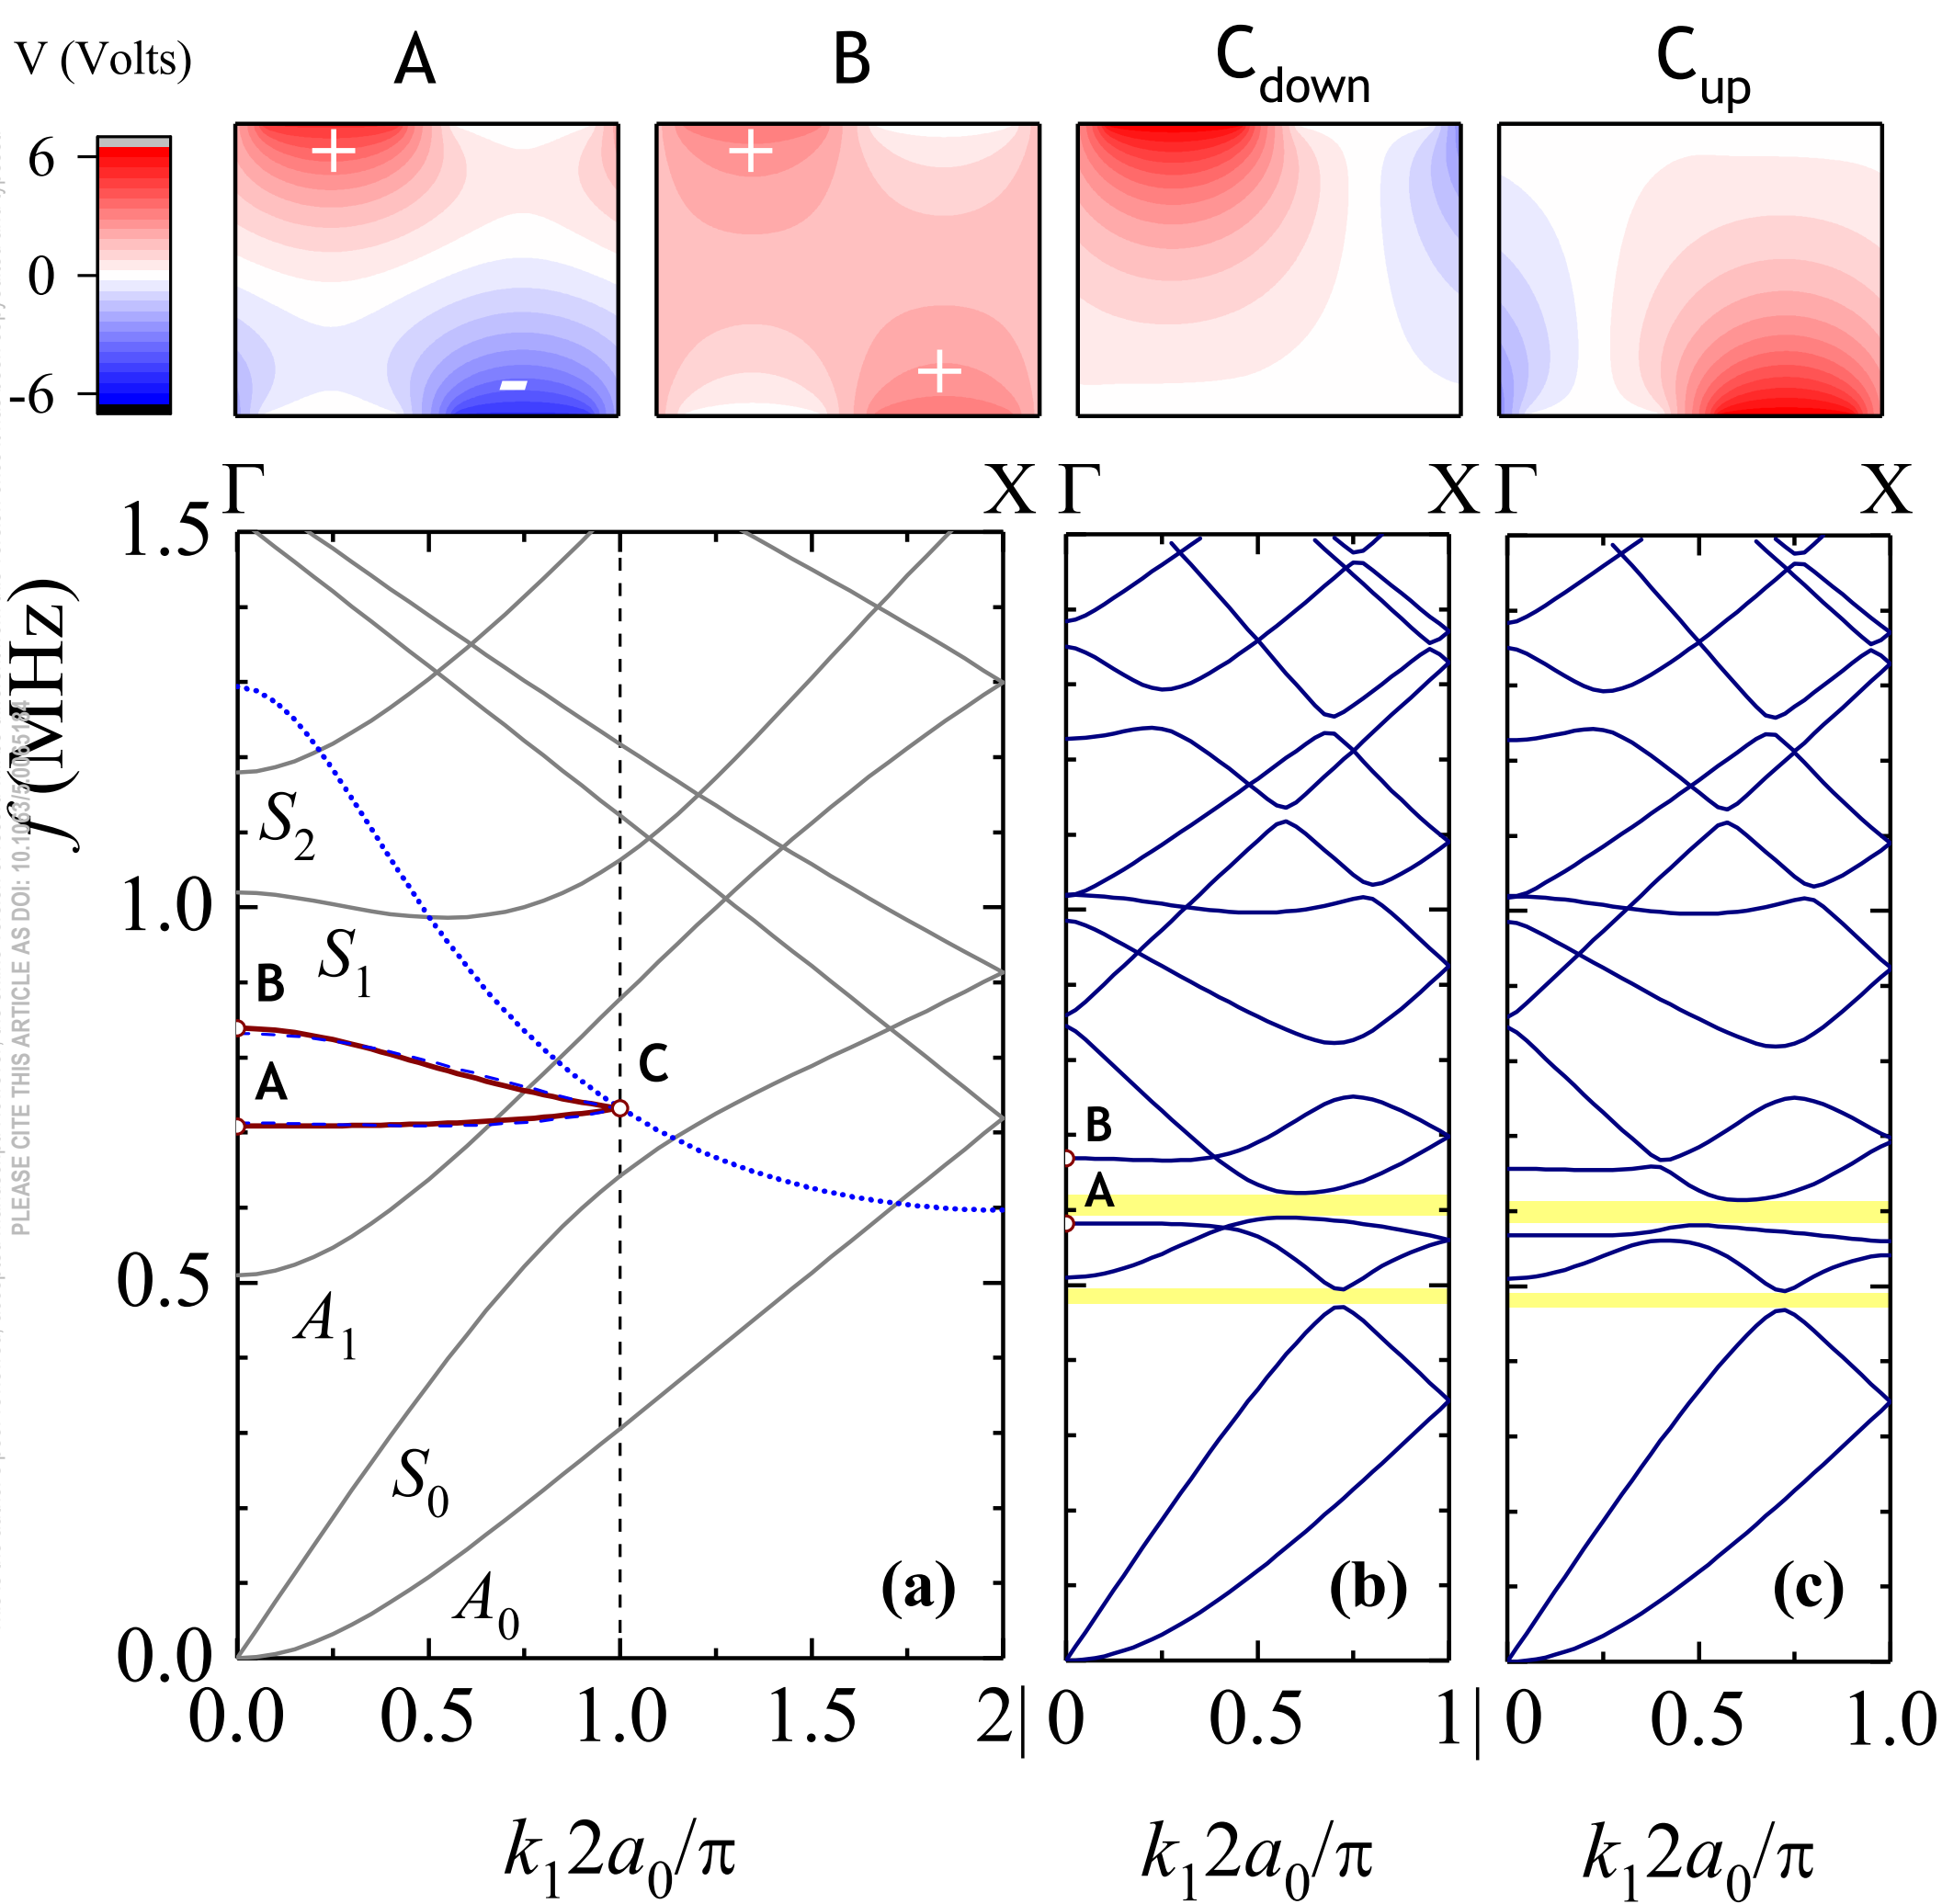 V (Volts)
A
B
C down
C up
6
0
-6
+
-
+
+
Γ
X
Γ
X
Γ
X
f (MHz)
1.5
1.0
0.5
0.0
S2
S1
B
A
C
A1
S0
A0
(a)
B
A
(b)
(c)
0.0
0.5
1.0
1.5
2|
0
0.5
1|
0
0.5
1.0
k12a0/π
k12a0/π
k12a0/π
PLEASE CITE THIS ARTICLE AS DOI: 10.1063/5.0065184